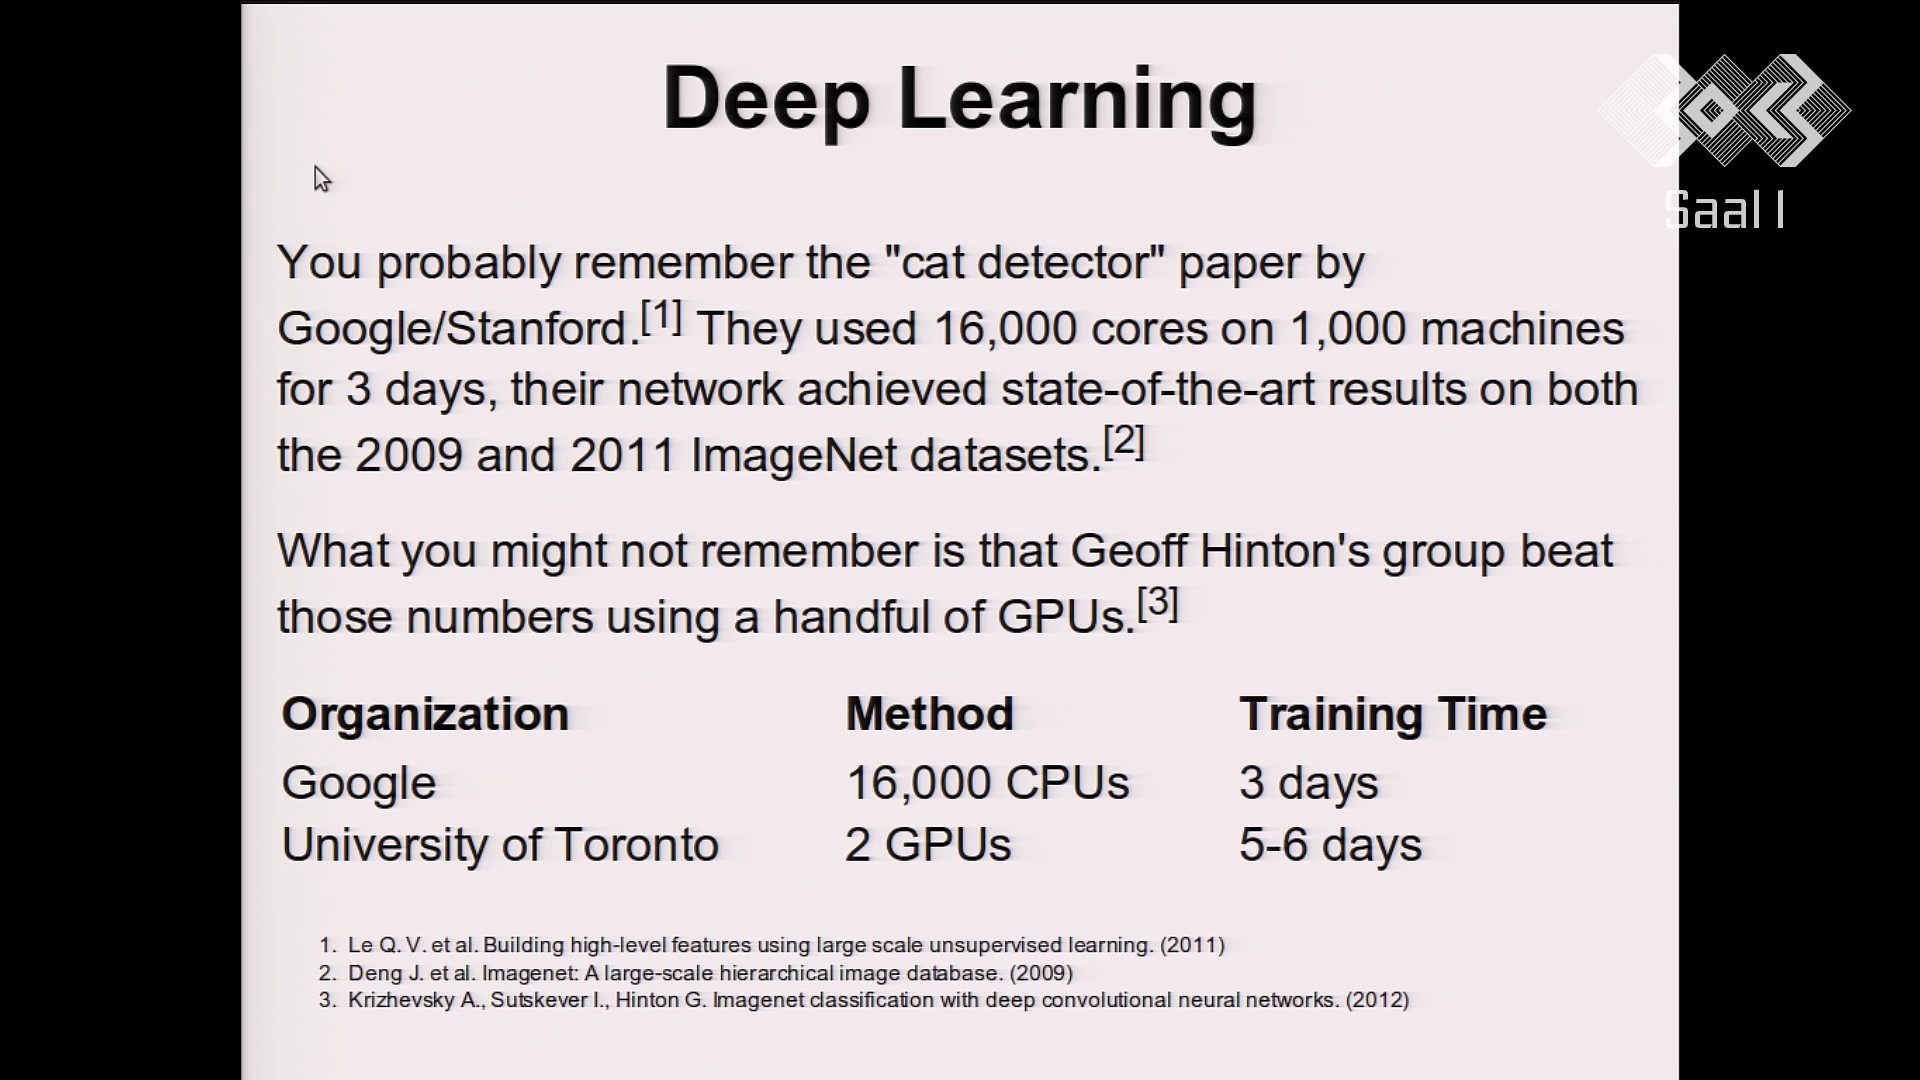 Deep Learning
Saal 1
You probably remember the "cat detector" paper by
Google/Stanford.[1] They used 16,000 cores on 1,000 machines
for 3 days, their network achieved state-of-the-art results on both
the 2009 and 2011 ImageNet datasets.[2]
What you might not remember is that Geoff Hinton's group beat
those numbers using a handful of GPUs.[3]
Organization Method Training Time
Google 16,000 CPUs 3 days
University of Toronto 2 GPUs 5-6 days
1. Le Q. V. et al. Building high-level features using large scale unsupervised learning. (2011)
2. Deng J. et al. Imagenet: A large-scale hierarchical image database. (2009)
3. Krizhevsky A., Sutskever I., Hinton G. Imagenet classification with deep convolutional neural networks. (2012)